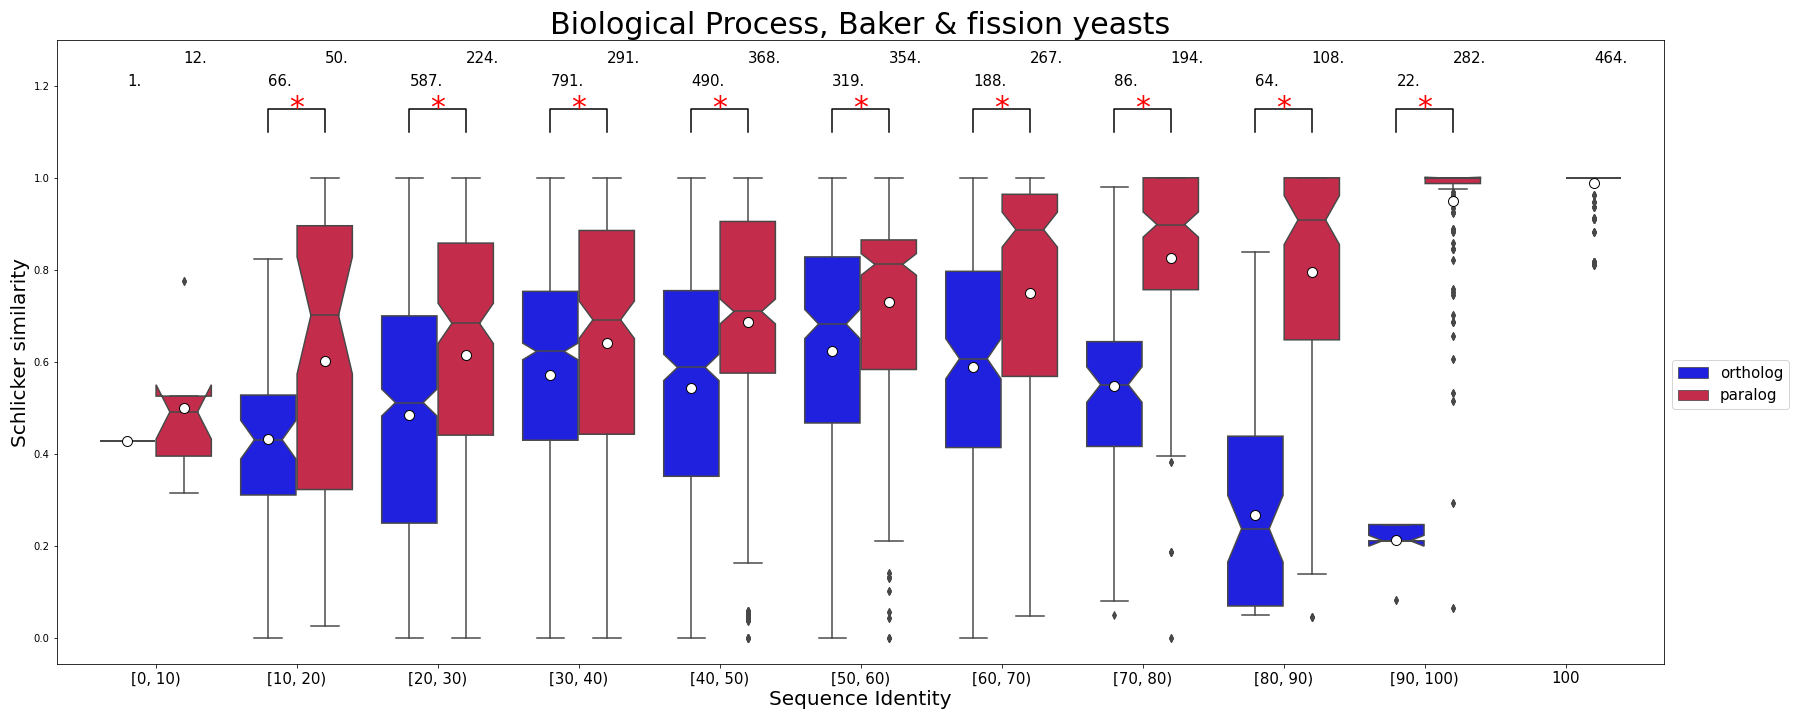 Biological Process, Baker & fission yeasts
12. 50. 224. 291. 368. 354. 267. 194. 108. 282. 464.
1. 66. 587. 791. 490. 319. 188. 86. 64. 22.
* * * * * * * * *
1.2
1.0
0.8
0.6
0.4
0.2
0.0
Schlicker similarity
ortholog
paralog
[0, 10) [10, 20) [20, 30) [30, 40) [40, 50) [50, 60) [60, 70) [70, 80) [80, 90) [90, 100) 100
Sequence Identity